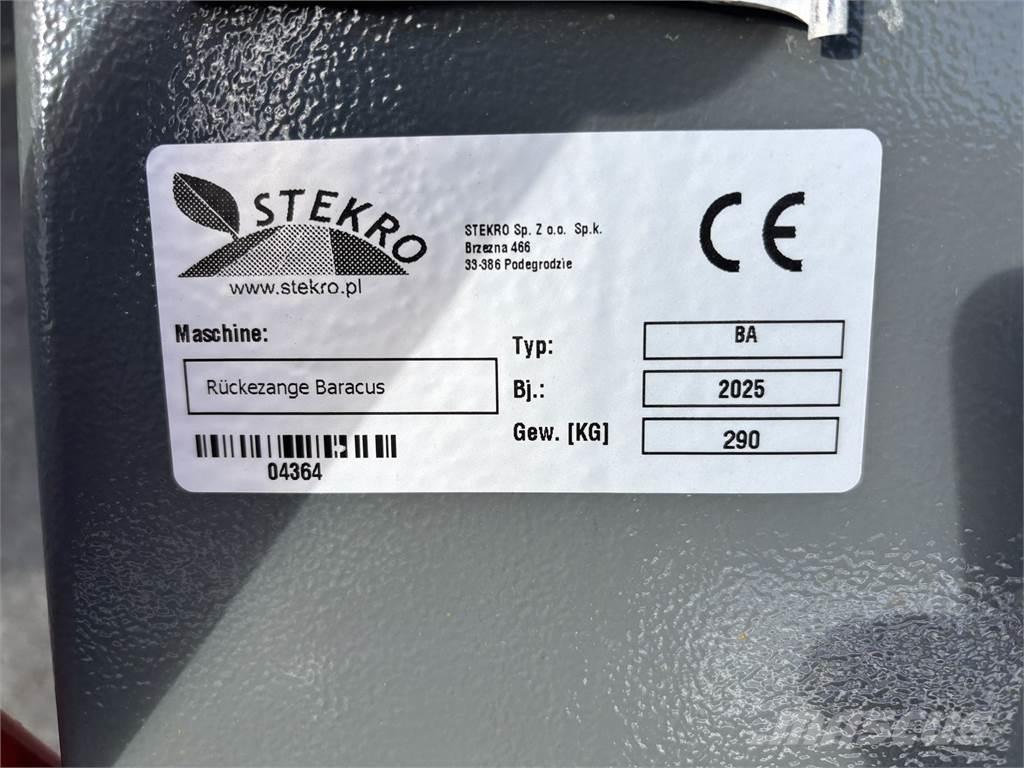 STEKRO
www.stekro.pl
STEKRO Sp. Z o.o. Sp.k.
Brzezna 466
33-386 Podegrodzie
CE
Maschine:
Rückezange Baracus
04364
Typ: BA
Bj.: 2025
Gew. [KG] 290
MASCUS